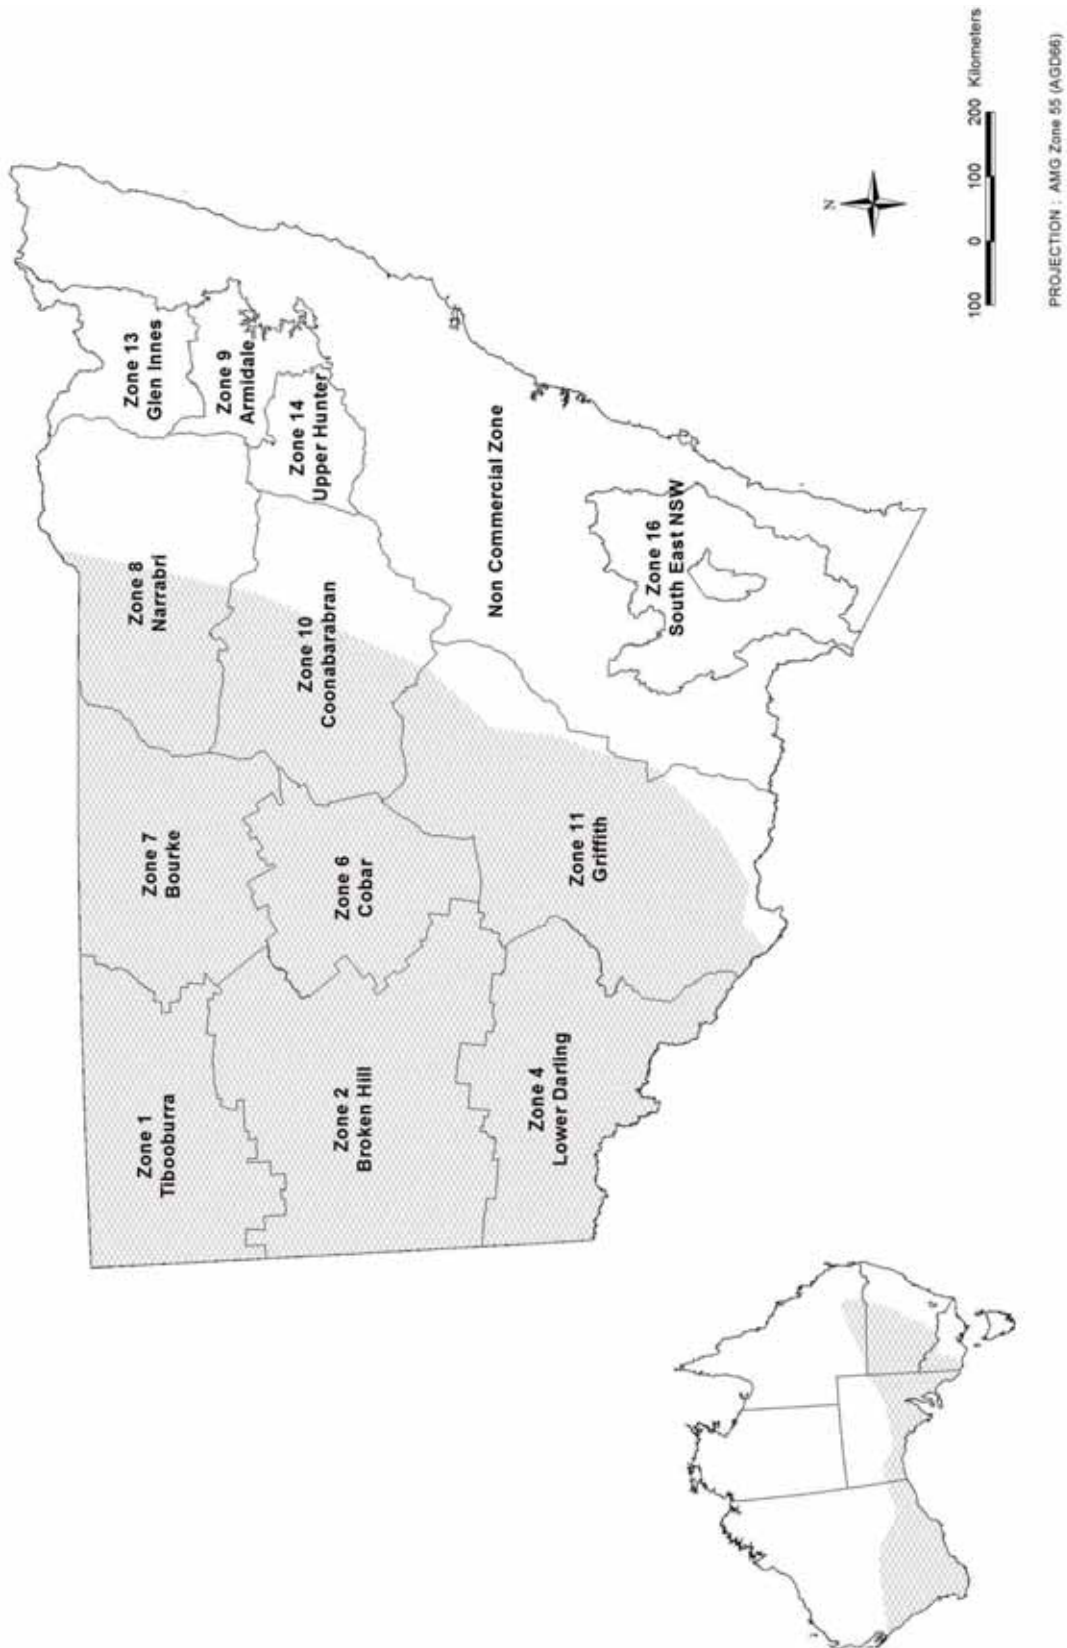 Zone 1
Tibooburra
Zone 7
Bourke
Zone 8
Narrabri
Zone 13
Glen Innes
Zone 9
Armidale
Zone 14
Upper Hunter
Zone 2
Broken Hill
Zone 6
Cobar
Zone 10
Coonabarabran
Zone 4
Lower Darling
Zone 11
Griffith
Non Commercial Zone
Zone 16
South East NSW
N
100 0 100 200 Kilometers
PROJECTION : AMG Zone 55 (AGD66)